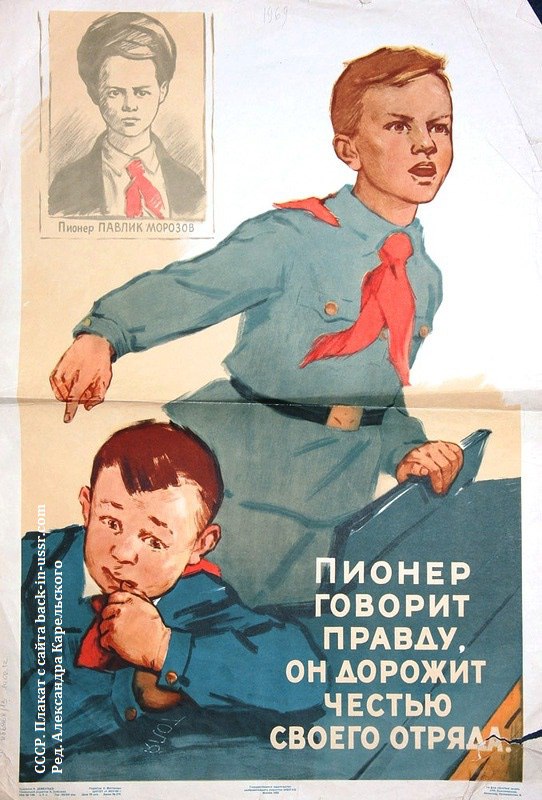 1969
Пионер ПАВЛИК МОРОЗОВ
ПИОНЕР
ГОВОРИТ
ПРАВДУ,
ОН ДОРОЖИТ
ЧЕСТЬЮ
СВОЕГО ОТРЯДА.
СССР, Плакат с сайта back-in-ussr.com
Ред. Александра Карельского